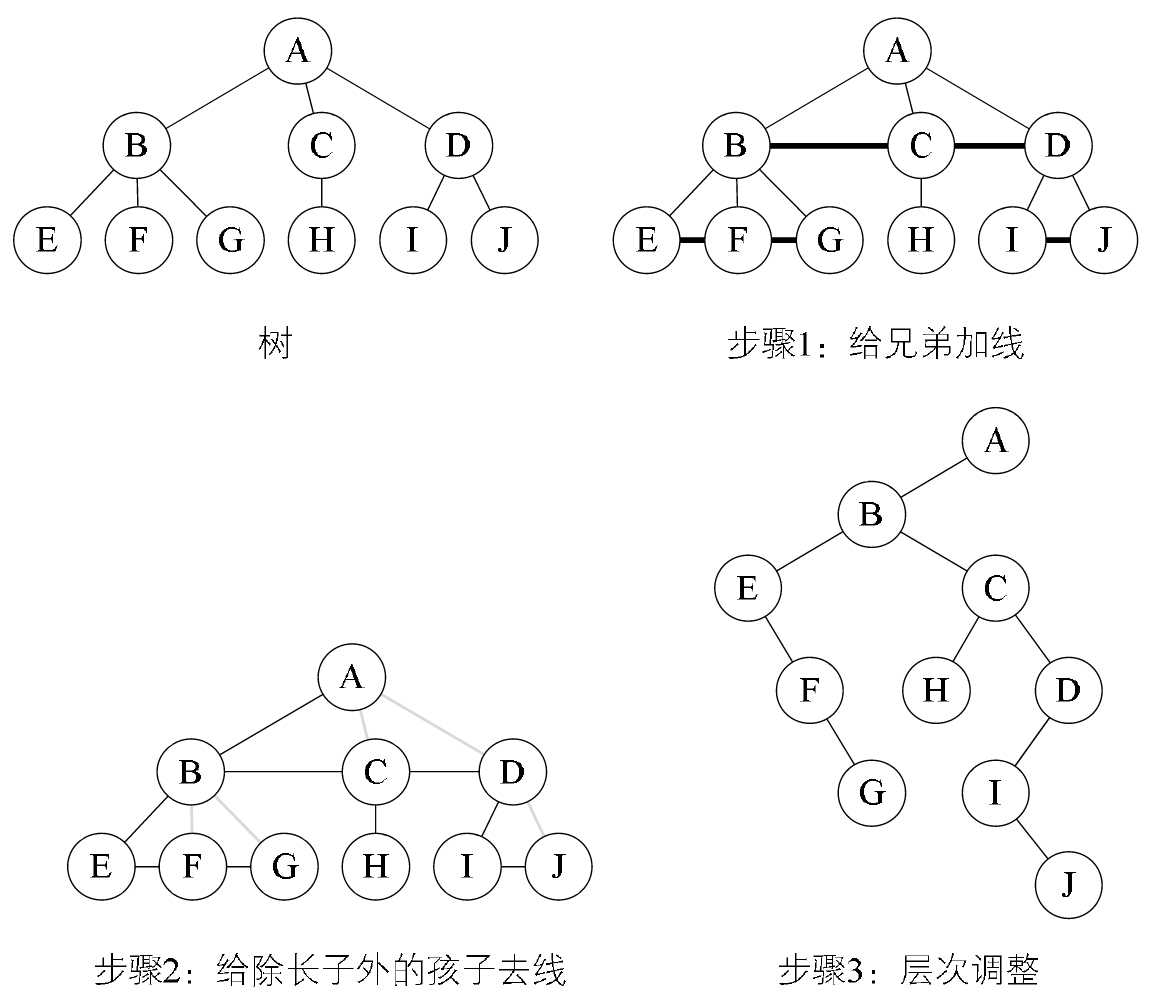 A
B C D
E F G H I J
树
A
B C D
E F G H I J
步骤1：给兄弟加线
A
B C D
E F G H I J
步骤2：给除长子外的孩子去线
A
B
E C
F H D
G I
J
步骤3：层次调整